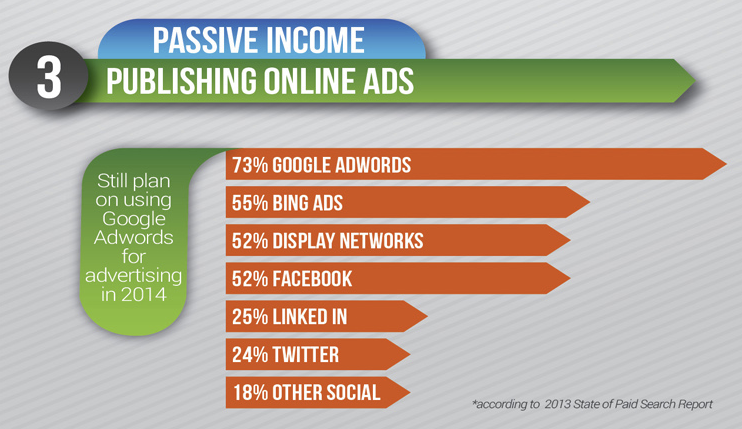 PASSIVE INCOME
3
PUBLISHING ONLINE ADS
Still plan
on using
Google
Adwords
for
advertising
in 2014
73% GOOGLE ADWORDS
55% BING ADS
52% DISPLAY NETWORKS
52% FACEBOOK
25% LINKED IN
24% TWITTER
18% OTHER SOCIAL
*according to 2013 State of Paid Search Report